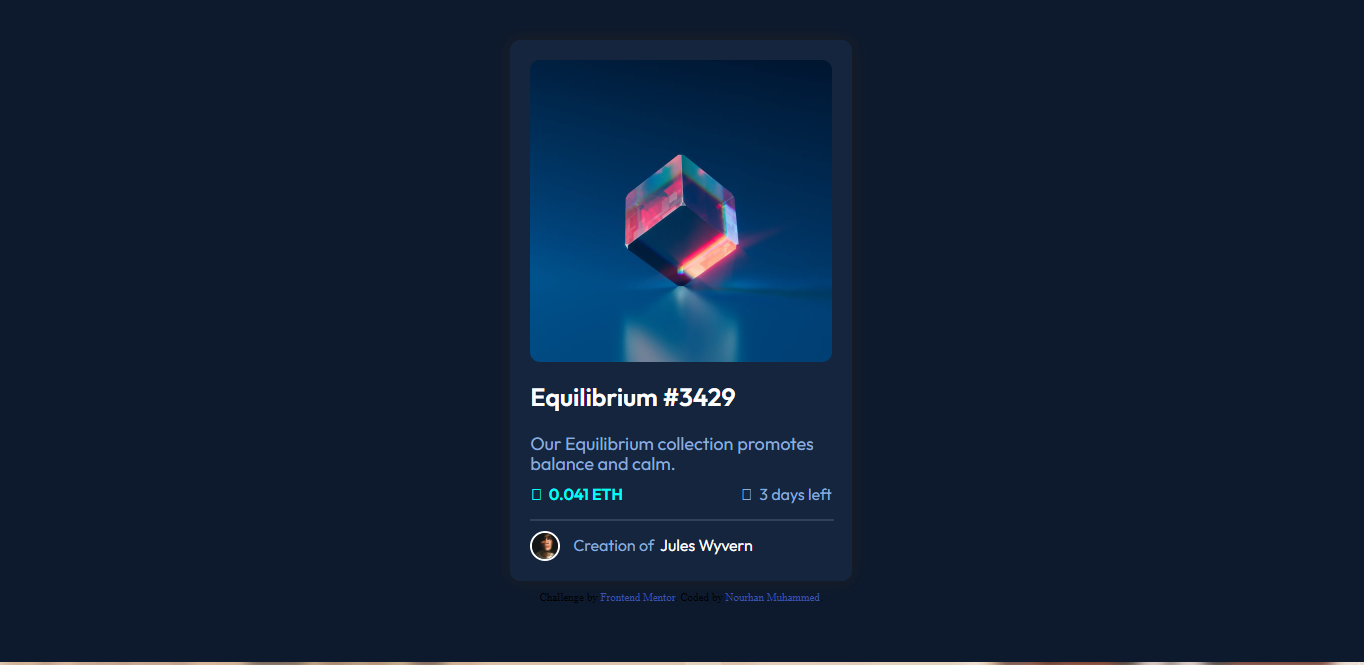 Equilibrium #3429
Our Equilibrium collection promotes
balance and calm.
0.041 ETH
3 days left
Creation of Jules Wyvern
Challenge by Frontend Mentor. Coded by Nourhan Muhammed